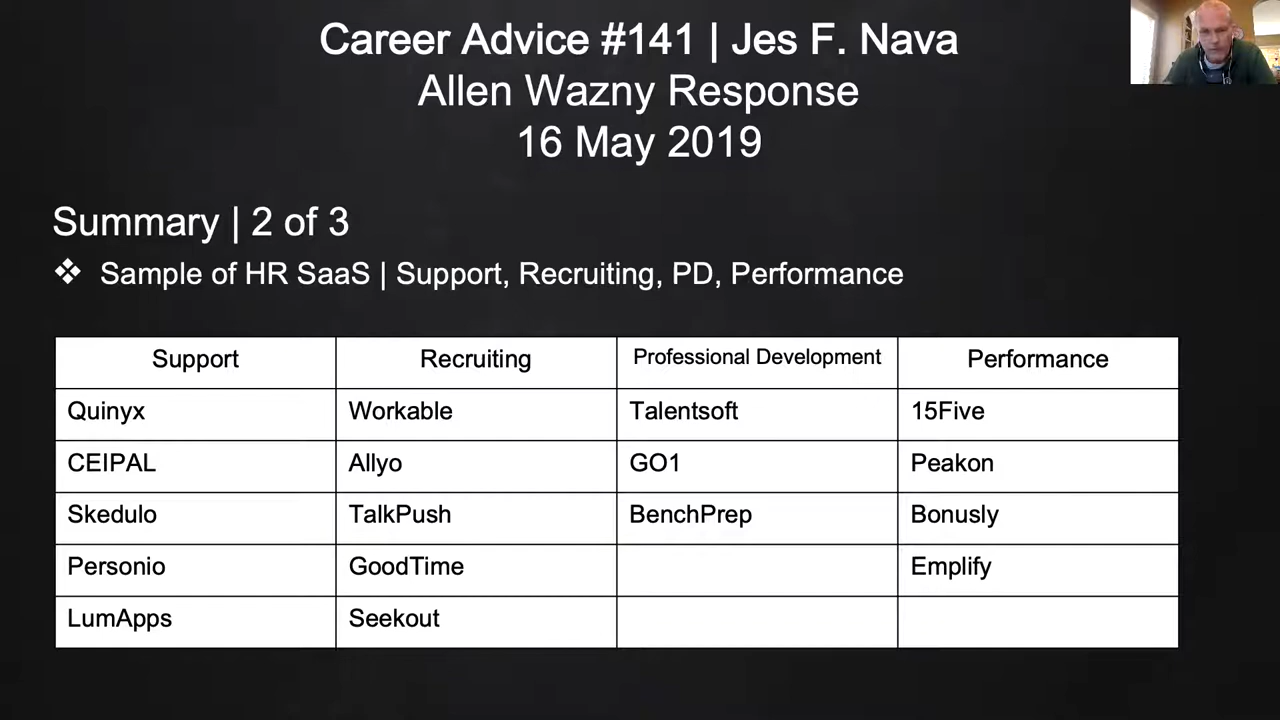 Career Advice #141 | Jes F. Nava
Allen Wazny Response
16 May 2019
Summary | 2 of 3
❖ Sample of HR SaaS | Support, Recruiting, PD, Performance
Support Recruiting Professional Development Performance
Quinyx Workable Talentsoft 15Five
CEIPAL Allyo GO1 Peakon
Skedulo TalkPush BenchPrep Bonusly
Personio GoodTime Emplify
LumApps Seekout